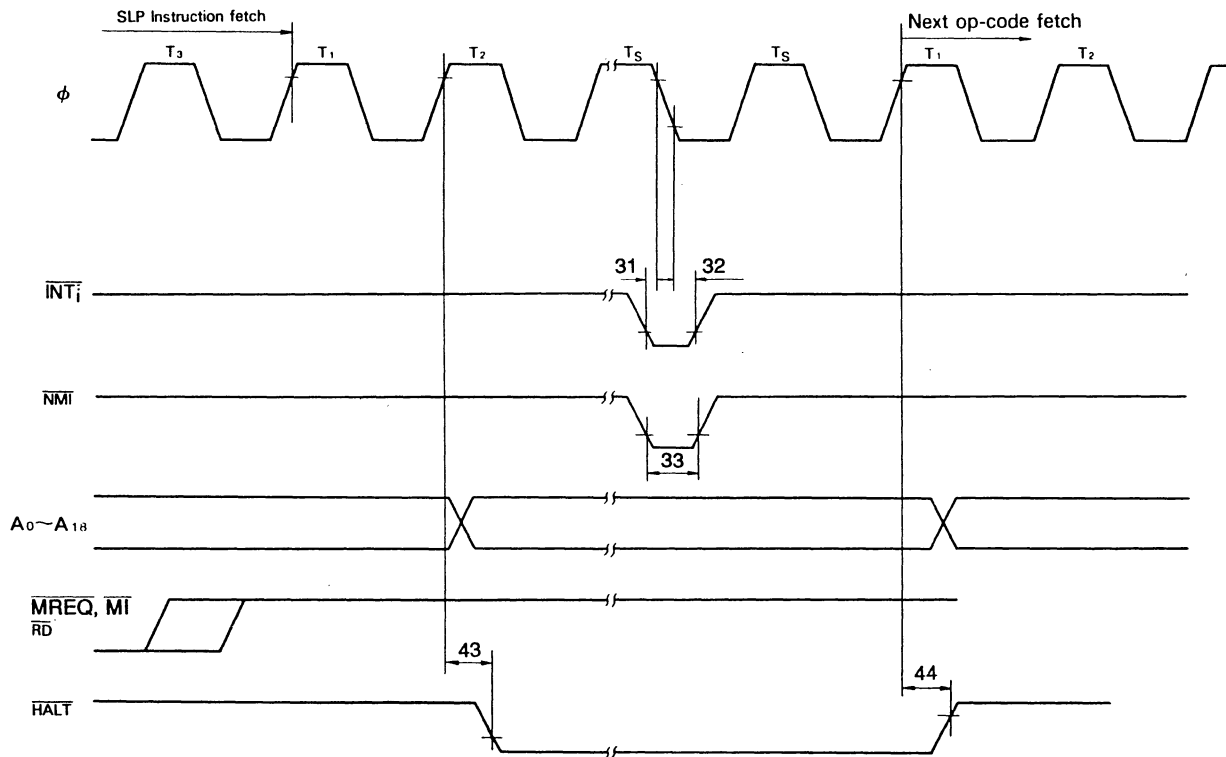 SLP Instruction fetch
Next op-code fetch
T3 T1 T2 TS TS T1 T2
ϕ
31 32
INTi
NMI
33
A0~A18
MREQ, MI
RD
43
44
HALT